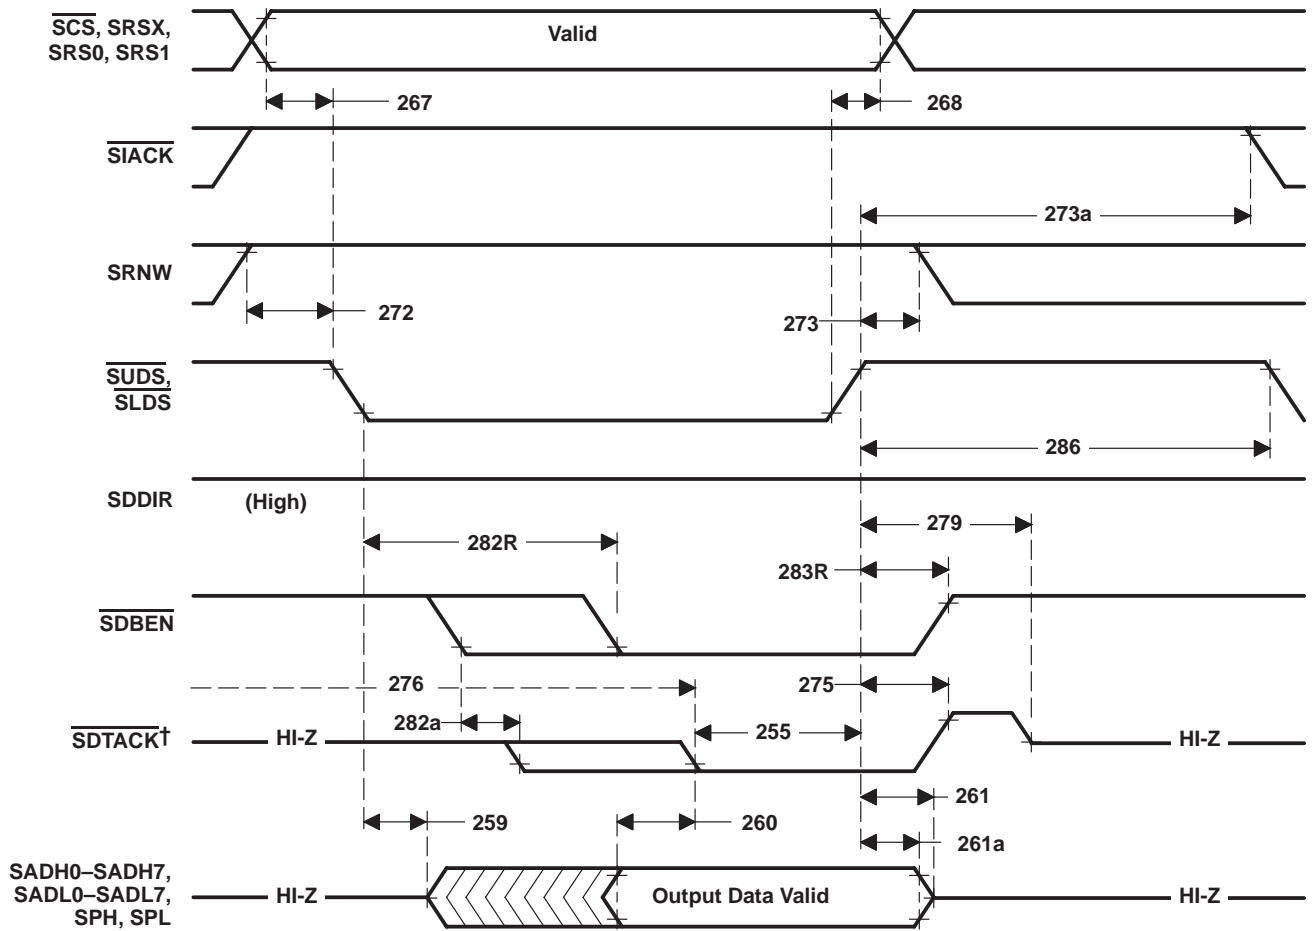 SCS, SRSX,
SRS0, SRS1
Valid
267
268
SIACK
273a
SRNW
272
273
SUDS,
SLDS
286
SDDIR
(High)
279
282R
283R
SDBEN
276
275
282a
255
SDTACK†
HI-Z
HI-Z
261
259
260
261a
SADH0–SADH7,
SADL0–SADL7,
SPH, SPL
HI-Z
Output Data Valid
HI-Z